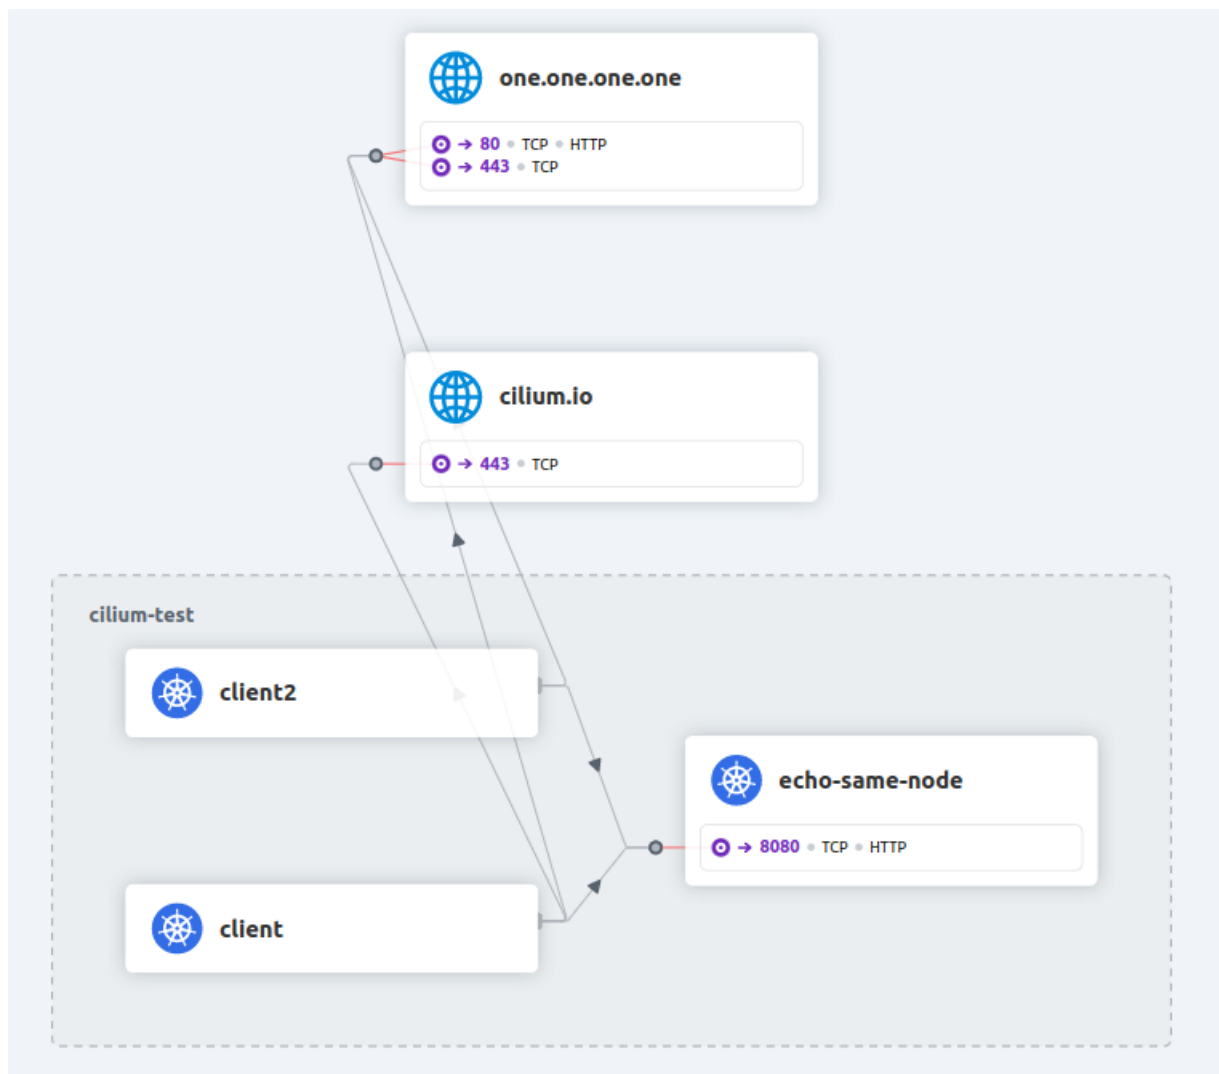 one.one.one.one
→ 80 • TCP • HTTP
→ 443 • TCP
cilium.io
→ 443 • TCP
cilium-test
client2
echo-same-node
→ 8080 • TCP • HTTP
client